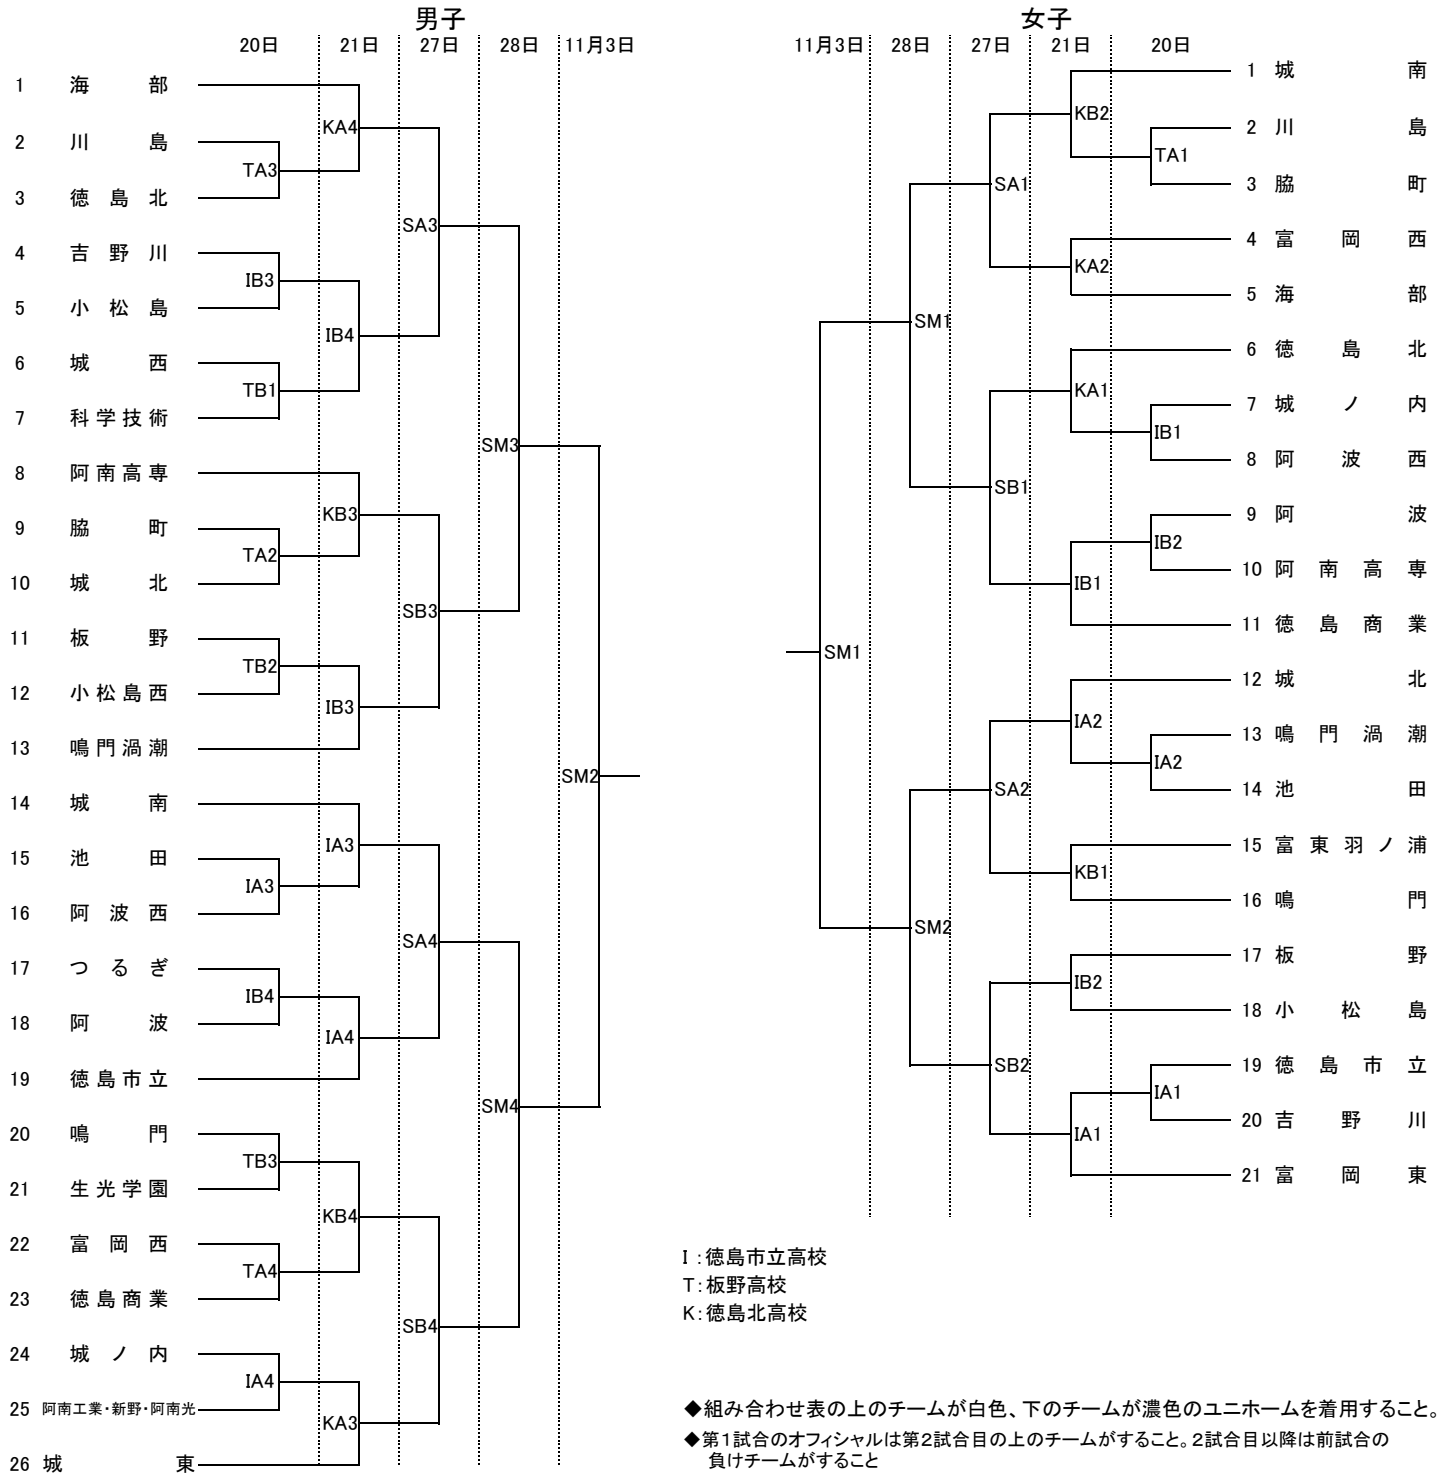 男子
20日 21日 27日 28日 11月3日
1 海部
KA4
2 川島
TA3
3 徳島北
SA3
4 吉野川
IB3
5 小松島
IB4
6 城西
TB1
7 科学技術
SM3
8 阿南高専
KB3
9 脇町
TA2
10 城北
SB3
11 板野
TB2
12 小松島西
IB3
13 鳴門渦潮
SM2
14 城南
IA3
15 池田
IA3
16 阿波西
SA4
17 つるぎ
IB4
18 阿波
IA4
19 徳島市立
SM4
20 鳴門
TB3
21 生光学園
KB4
22 富岡西
TA4
23 徳島商業
SB4
24 城ノ内
IA4
25 阿南工業・新野・阿南光
KA3
26 城東
女子
11月3日 28日 27日 21日 20日
1 城南
KB2
2 川島
TA1
3 脇町
SA1
4 富岡西
KA2
5 海部
SM1
6 徳島北
KA1
7 城ノ内
IB1
8 阿波西
SB1
9 阿波
IB2
10 阿南高専
IB1
11 徳島商業
SM1
12 城北
IA2
13 鳴門渦潮
IA2
14 池田
SA2
15 富東羽ノ浦
KB1
16 鳴門
SM2
17 板野
IB2
18 小松島
SB2
19 徳島市立
IA1
20 吉野川
IA1
21 富岡東
I：徳島市立高校
T：板野高校
K：徳島北高校
◆組み合わせ表の上のチームが白色、下のチームが濃色のユニホームを着用すること。
◆第1試合のオフィシャルは第2試合目の上のチームがすること。2試合目以降は前試合の
負けチームがすること